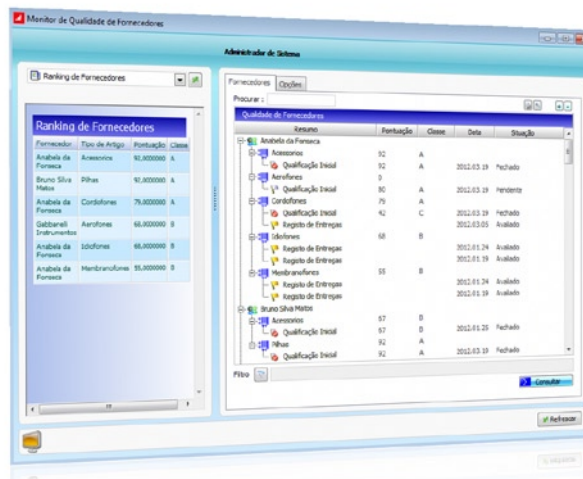 Monitor de Qualidade de Fornecedores
Administrador de Sistema
Ranking de Fornecedores
Ranking de Fornecedores
Fornecedor Tipo de Artigo Pontuação Classe
Anabela da Fonseca Acessorios 92,0000000 A
Bruno Silva Matos Pilhas 92,0000000 A
Anabela da Fonseca Cordofones 79,0000000 A
Gabbarell Instrumentos Aerofones 68,0000000 B
Anabela da Fonseca Idiofones 68,0000000 B
Anabela da Fonseca Membranofones 55,0000000 B
Fornecedores Opções
Procurar :
Qualidade de Fornecedores
Resumo Pontuação Classe Data Situação
Anabela da Fonseca
Acessorios 92 A
Qualificação Inicial 92 A 2012.03.19 Fechado
Aerofones 0
Qualificação Inicial 80 A 2012.03.19 Pendente
Cordofones 79 A
Qualificação Inicial 42 C 2012.03.19 Fechado
Registo de Entregas 2012.03.05 Avaliado
Idiofones 68 B
Registo de Entregas 2012.01.24 Avaliado
Registo de Entregas 2012.01.19 Avaliado
Membranofones 55 B
Registo de Entregas 2012.01.24 Avaliado
Registo de Entregas 2012.01.19 Avaliado
Bruno Silva Matos
Acessorios 67 B
Qualificação Inicial 67 B 2012.01.26 Fechado
Pilhas 92 A
Qualificação Inicial 92 A 2012.03.19 Fechado
Filtro
Consultar
Refrescar